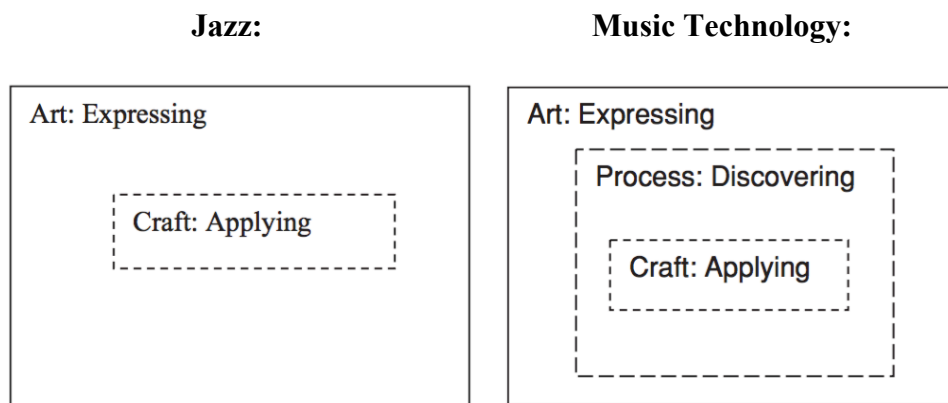 Jazz:
Art: Expressing
Craft: Applying
Music Technology:
Art: Expressing
Process: Discovering
Craft: Applying